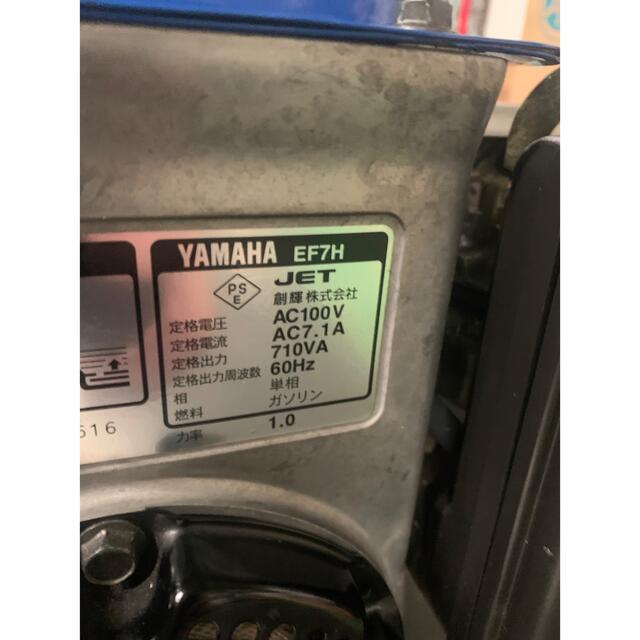 YAMAHA EF7H
PS
E
JET
創輝株式会社
定格電圧 AC100V
定格電流 AC7.1A
定格出力 710VA
定格出力周波数 60Hz
相 単相
燃料 ガソリン
力率 1.0
616